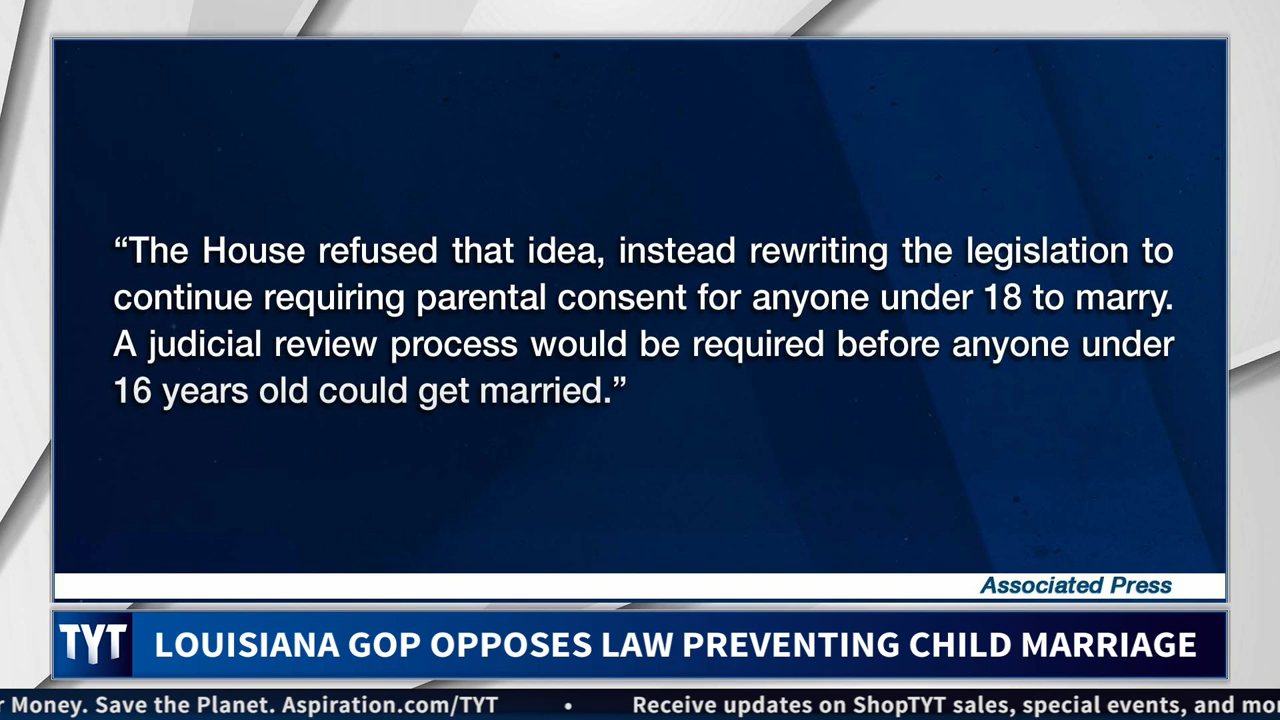 “The House refused that idea, instead rewriting the legislation to
continue requiring parental consent for anyone under 18 to marry.
A judicial review process would be required before anyone under
16 years old could get married.”
Associated Press
TYT LOUISIANA GOP OPPOSES LAW PREVENTING CHILD MARRIAGE
Money. Save the Planet. Aspiration.com/TYT • Receive updates on ShopTYT sales, special events, and